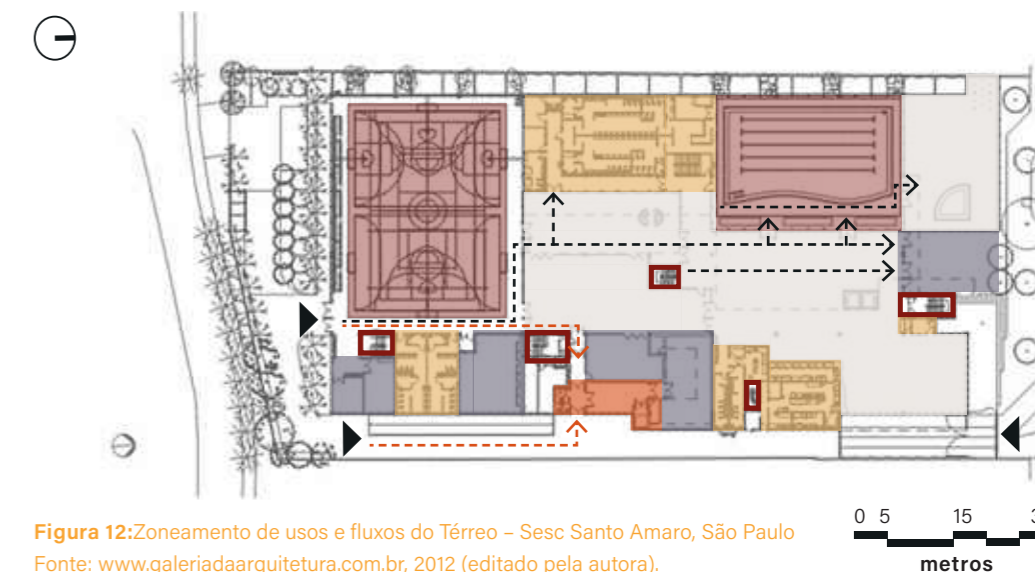 Figura 12:Zoneamento de usos e fluxos do Térreo – Sesc Santo Amaro, São Paulo
Fonte: www.galeriadaarquitetura.com.br, 2012 (editado pela autora).
0 5 15 3
metros